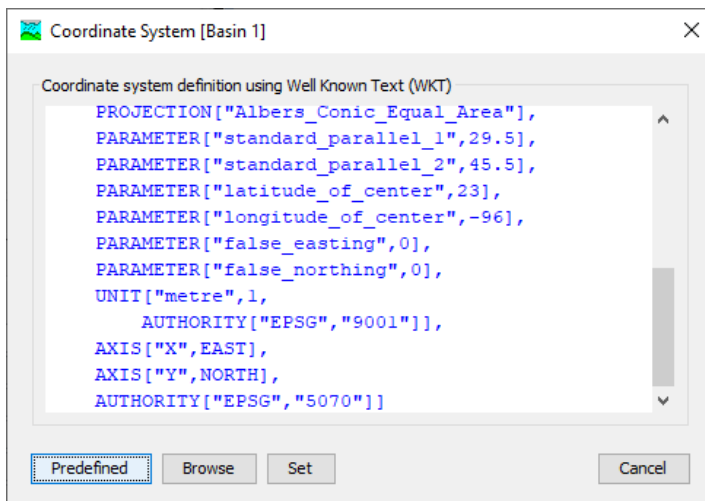 Coordinate System [Basin 1]
Coordinate system definition using Well Known Text (WKT)
PROJECTION["Albers_Conic_Equal_Area"],
PARAMETER["standard_parallel_1",29.5],
PARAMETER["standard_parallel_2",45.5],
PARAMETER["latitude_of_center",23],
PARAMETER["longitude_of_center",-96],
PARAMETER["false_easting",0],
PARAMETER["false_northing",0],
UNIT["metre",1,
AUTHORITY["EPSG","9001"]],
AXIS["X",EAST],
AXIS["Y",NORTH],
AUTHORITY["EPSG","5070"]]
Predefined Browse Set Cancel